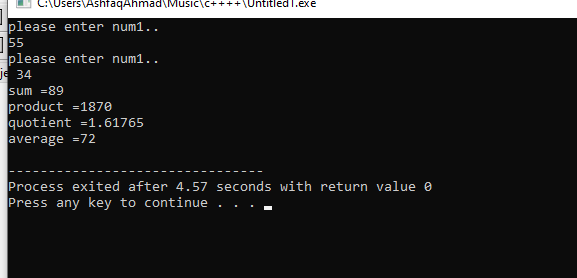 C:\Users\AshfaqAhmad\Music\c++++\Untitled1.exe
please enter num1..
55
please enter num1..
34
sum =89
product =1870
quotient =1.61765
average =72
--------------------------------
Process exited after 4.57 seconds with return value 0
Press any key to continue . . .